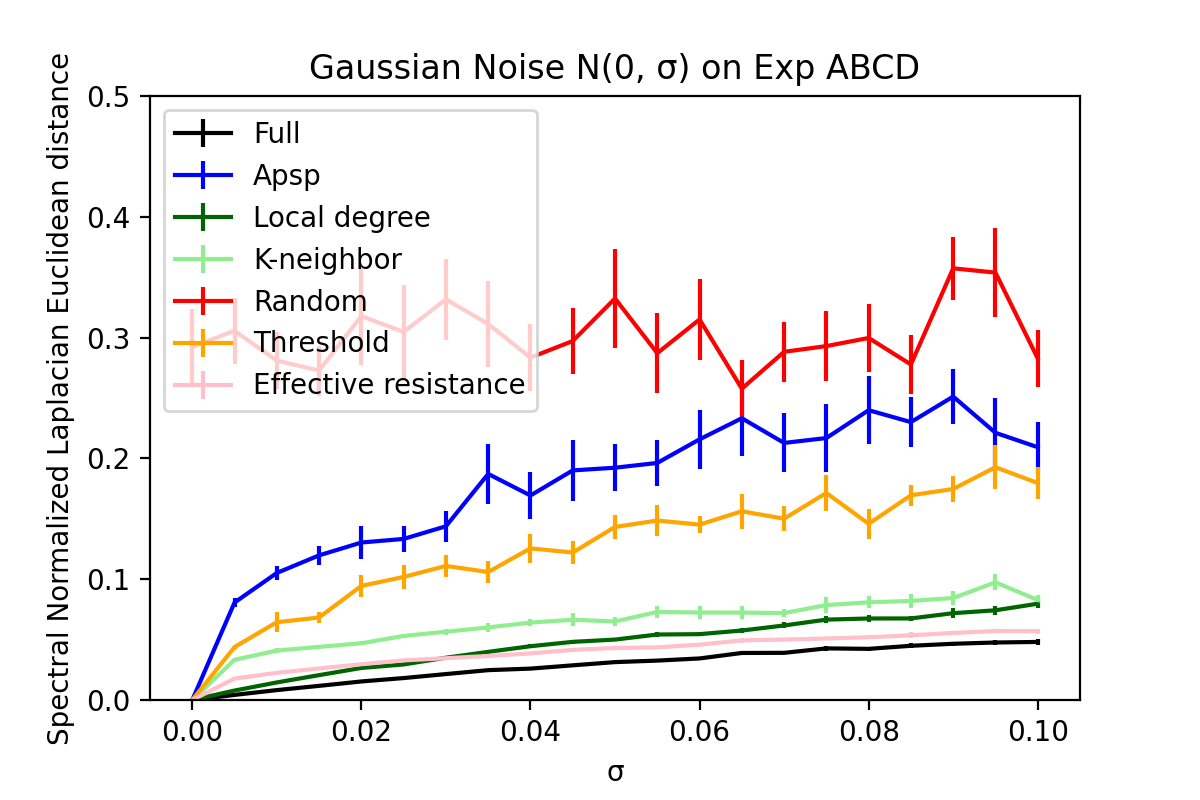 Gaussian Noise N(0, σ) on Exp ABCD
Spectral Normalized Laplacian Euclidean distance
0.5
0.4
0.3
0.2
0.1
0.0
Full
Apsp
Local degree
K-neighbor
Random
Threshold
Effective resistance
0.00 0.02 0.04 0.06 0.08 0.10
σ